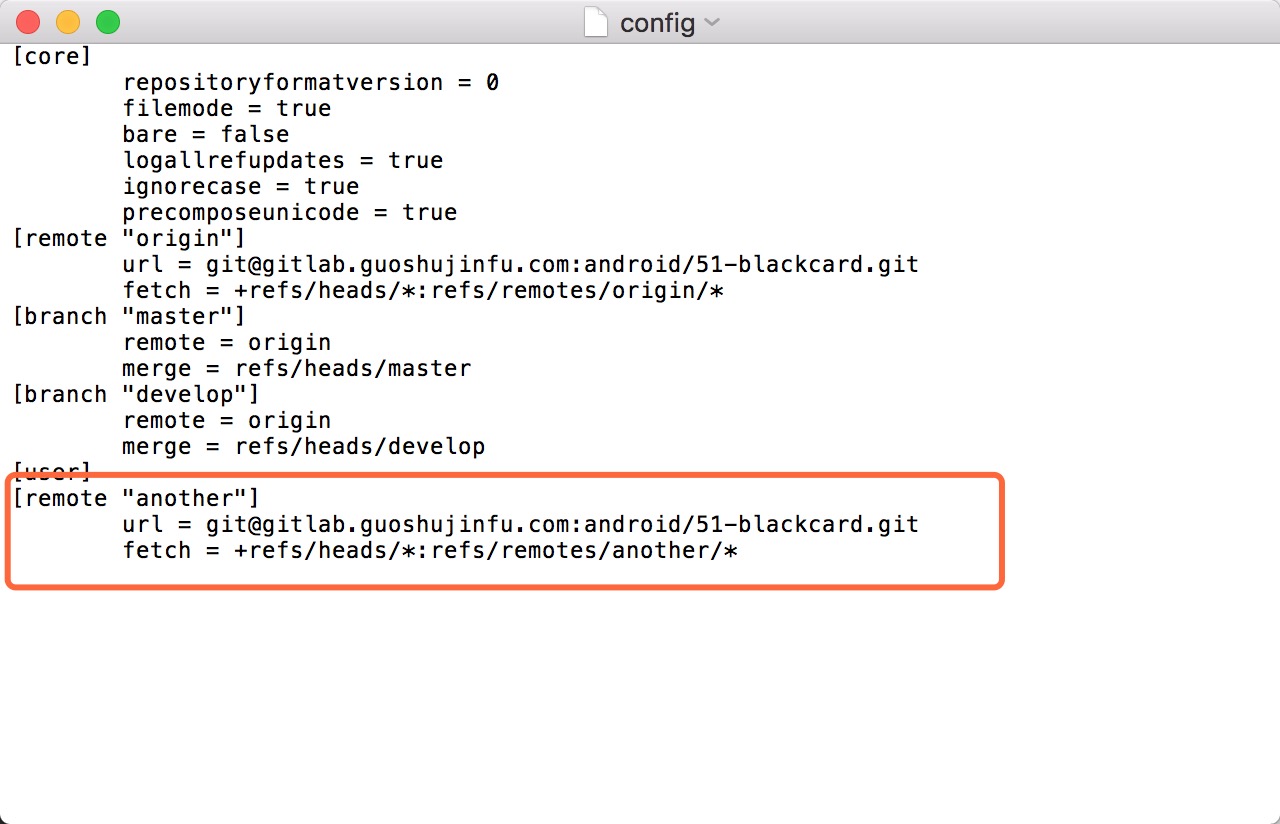 config
[core]
        repositoryformatversion = 0
        filemode = true
        bare = false
        logallrefupdates = true
        ignorecase = true
        precomposeunicode = true
[remote "origin"]
        url = git@gitlab.guoshujinfu.com:android/51-blackcard.git
        fetch = +refs/heads/*:refs/remotes/origin/*
[branch "master"]
        remote = origin
        merge = refs/heads/master
[branch "develop"]
        remote = origin
        merge = refs/heads/develop
[user]
[remote "another"]
        url = git@gitlab.guoshujinfu.com:android/51-blackcard.git
        fetch = +refs/heads/*:refs/remotes/another/*